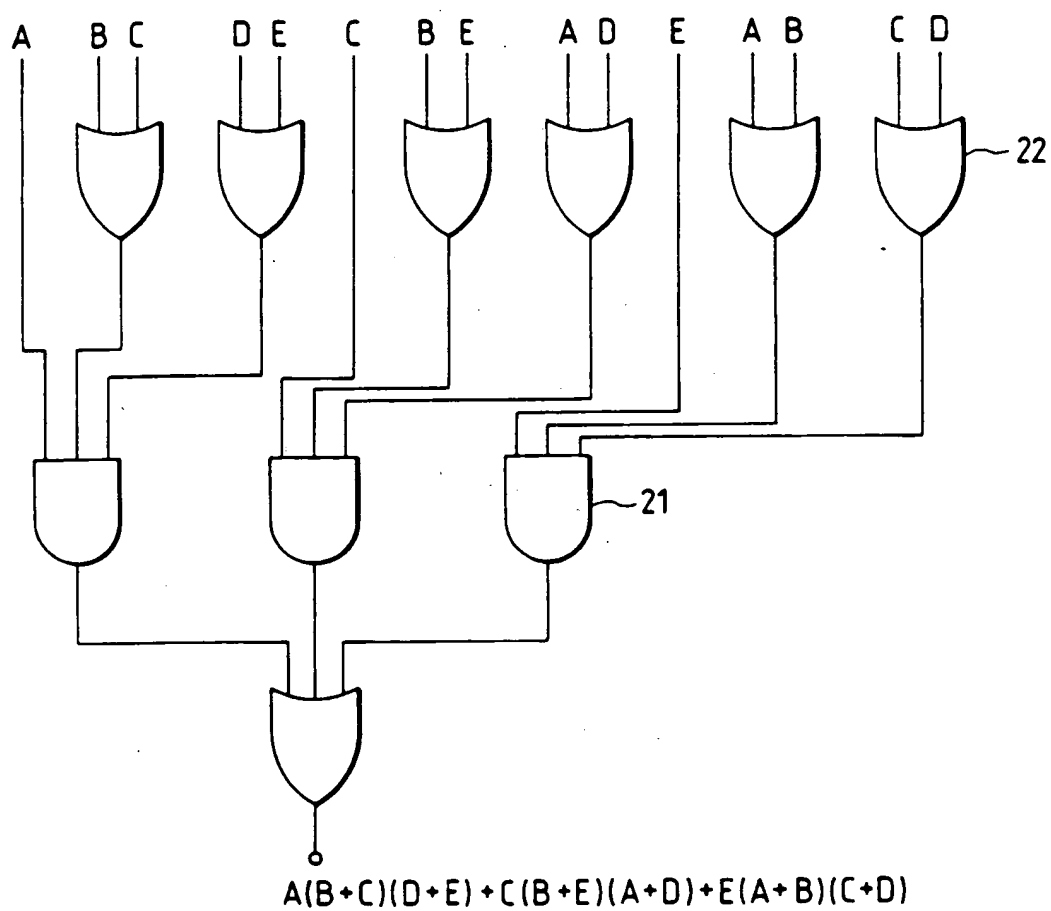 A B C D E C B E A D E A B C D
22
21
A(B+C)(D+E)+C(B+E)(A+D)+E(A+B)(C+D)